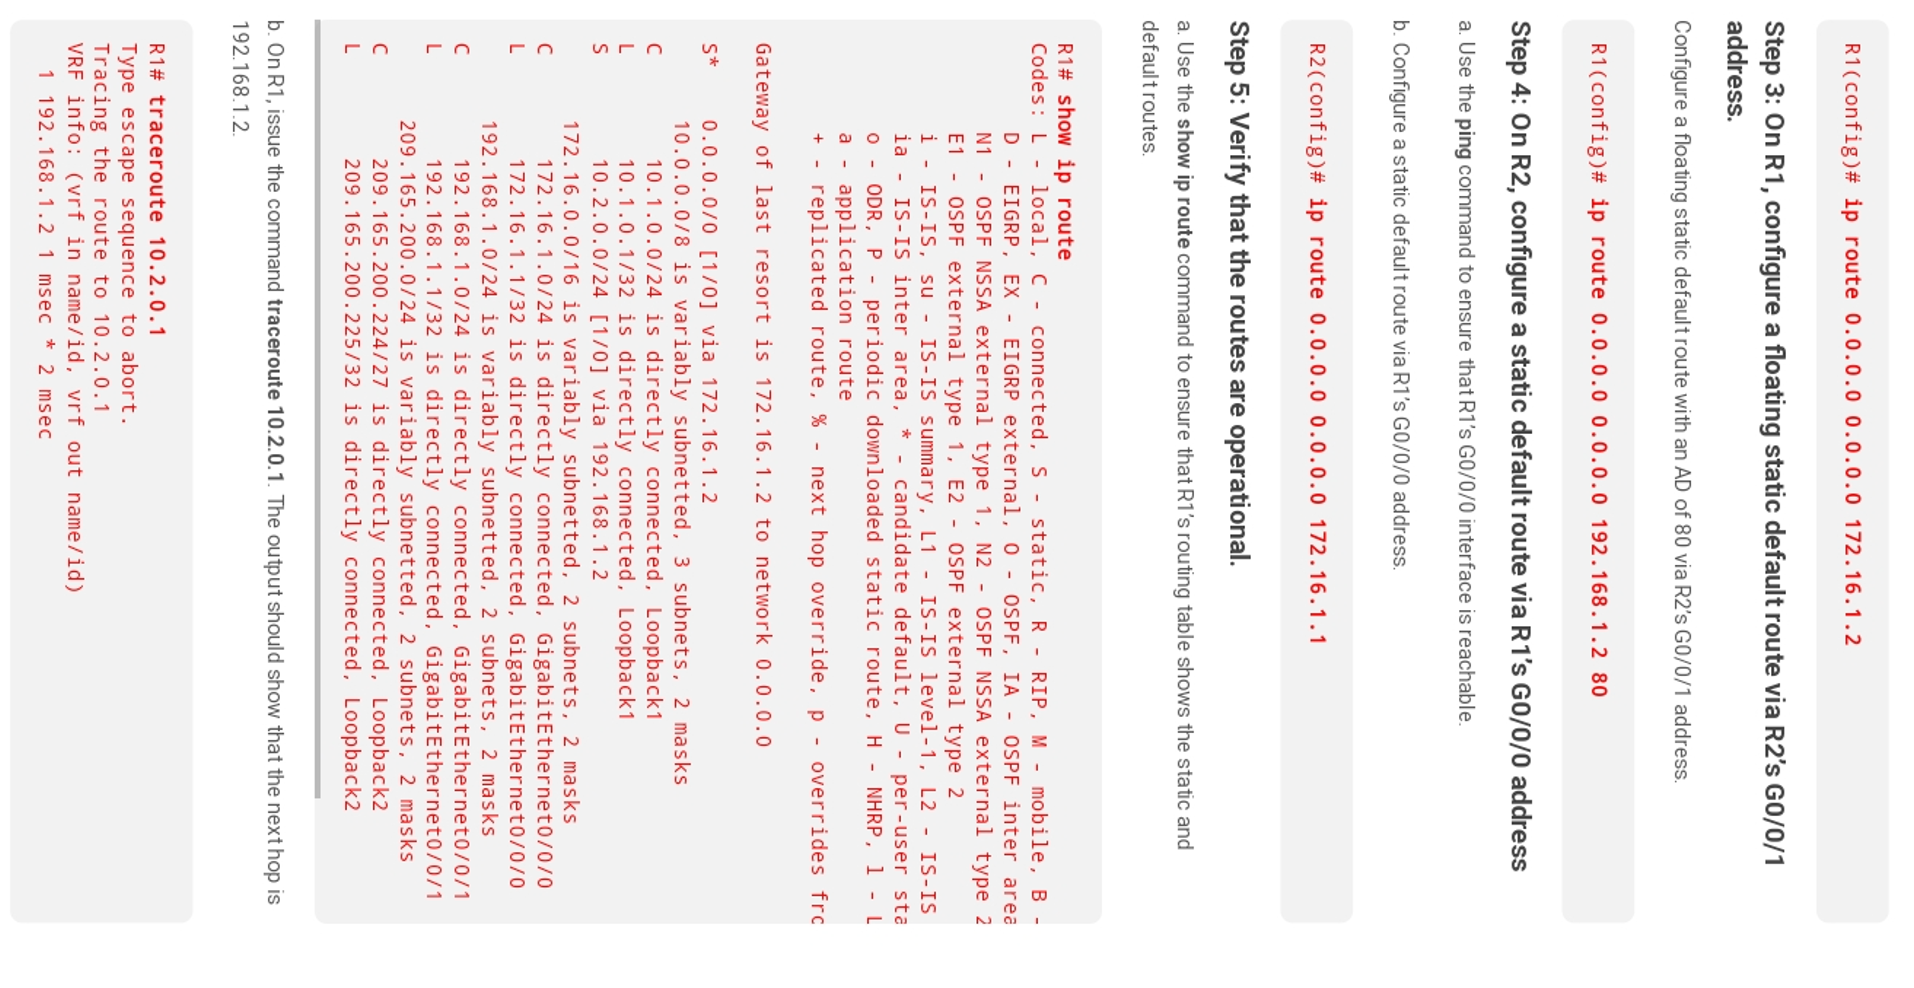 R1(config)# ip route 0.0.0.0 0.0.0.0 172.16.1.2
Step 3: On R1, configure a floating static default route via R2's G0/0/1
address.
Configure a floating static default route with an AD of 80 via R2's G0/0/1 address.
R1(config)# ip route 0.0.0.0 0.0.0.0 192.168.1.2 80
Step 4: On R2, configure a static default route via R1's G0/0/0 address
a. Use the ping command to ensure that R1's G0/0/0 interface is reachable.
b. Configure a static default route via R1's G0/0/0 address.
R2(config)# ip route 0.0.0.0 0.0.0.0 172.16.1.1
Step 5: Verify that the routes are operational.
a. Use the show ip route command to ensure that R1's routing table shows the static and
default routes.
R1# show ip route
Codes: L - local, C - connected, S - static, R - RIP, M - mobile, B -
D - EIGRP, EX - EIGRP external, O - OSPF, IA - OSPF inter area
N1 - OSPF NSSA external type 1, N2 - OSPF NSSA external type 2
E1 - OSPF external type 1, E2 - OSPF external type 2
i - IS-IS, su - IS-IS summary, L1 - IS-IS level-1, L2 - IS-IS
ia - IS-IS inter area, * - candidate default, U - per-user sta
o - ODR, P - periodic downloaded static route, H - NHRP, l - L
a - application route
+ - replicated route, % - next hop override, p - overrides fro
Gateway of last resort is 172.16.1.2 to network 0.0.0.0
S* 0.0.0.0/0 [1/0] via 172.16.1.2
10.0.0.0/8 is variably subnetted, 3 subnets, 2 masks
C 10.1.0.0/24 is directly connected, Loopback1
L 10.1.0.1/32 is directly connected, Loopback1
S 10.2.0.0/24 [1/0] via 192.168.1.2
172.16.0.0/16 is variably subnetted, 2 subnets, 2 masks
C 172.16.1.0/24 is directly connected, GigabitEthernet0/0/0
L 172.16.1.1/32 is directly connected, GigabitEthernet0/0/0
192.168.1.0/24 is variably subnetted, 2 subnets, 2 masks
C 192.168.1.0/24 is directly connected, GigabitEthernet0/0/1
L 192.168.1.1/32 is directly connected, GigabitEthernet0/0/1
209.165.200.0/24 is variably subnetted, 2 subnets, 2 masks
C 209.165.200.224/27 is directly connected, Loopback2
L 209.165.200.225/32 is directly connected, Loopback2
b. On R1, issue the command traceroute 10.2.0.1. The output should show that the next hop is
192.168.1.2.
R1# traceroute 10.2.0.1
Type escape sequence to abort.
Tracing the route to 10.2.0.1
VRF info: (vrf in name/id, vrf out name/id)
1 192.168.1.2 1 msec * 2 msec